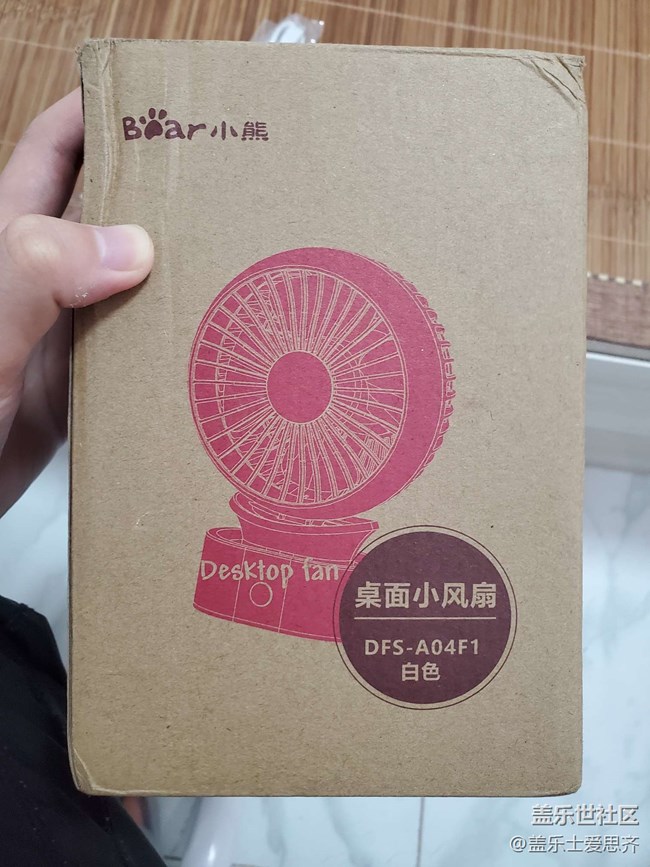 Bear小熊
Desktop fan
桌面小风扇
DFS-A04F1
白色
盖乐世社区
@盖乐士爱思齐